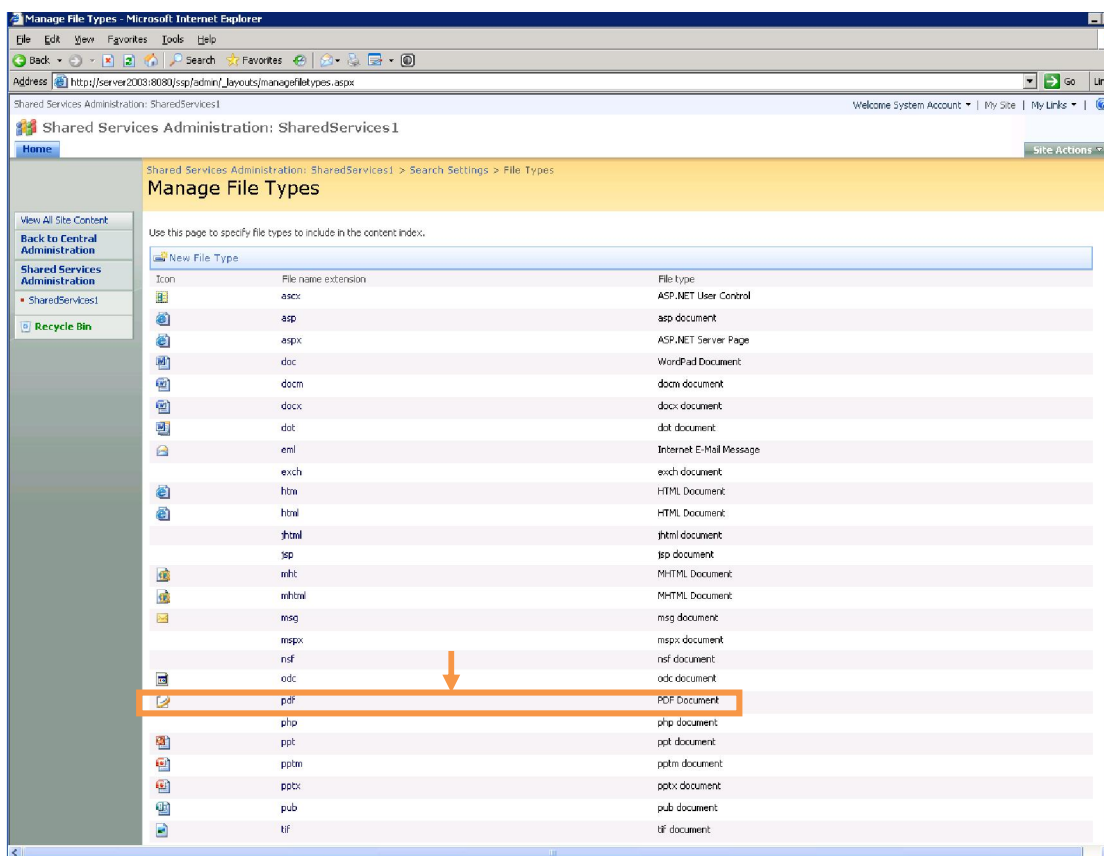 Manage File Types - Microsoft Internet Explorer
File Edit View Favorites Tools Help
Back Search Favorites
Address http://server2003:8080/ssp/admin/_layouts/managefiletypes.aspx Go
Shared Services Administration: SharedServices1 Welcome System Account | My Site | My Links |
Shared Services Administration: SharedServices1
Home Site Actions
Shared Services Administration: SharedServices1 > Search Settings > File Types
Manage File Types
View All Site Content
Back to Central
Administration
Shared Services
Administration
SharedServices1
Recycle Bin
Use this page to specify file types to include in the content index.
New File Type
Icon File name extension File type
ascx ASP.NET User Control
asp asp document
aspx ASP.NET Server Page
doc WordPad Document
docm docm document
docx docx document
dot dot document
eml Internet E-Mail Message
exch exch document
htm HTML Document
html HTML Document
jhtml jhtml document
jsp jsp document
mht MHTML Document
mhtml MHTML Document
msg msg document
mspx mspx document
nsf nsf document
odc odc document
pdf PDF Document
php php document
ppt ppt document
pptm pptm document
pptx pptx document
pub pub document
tif tif document